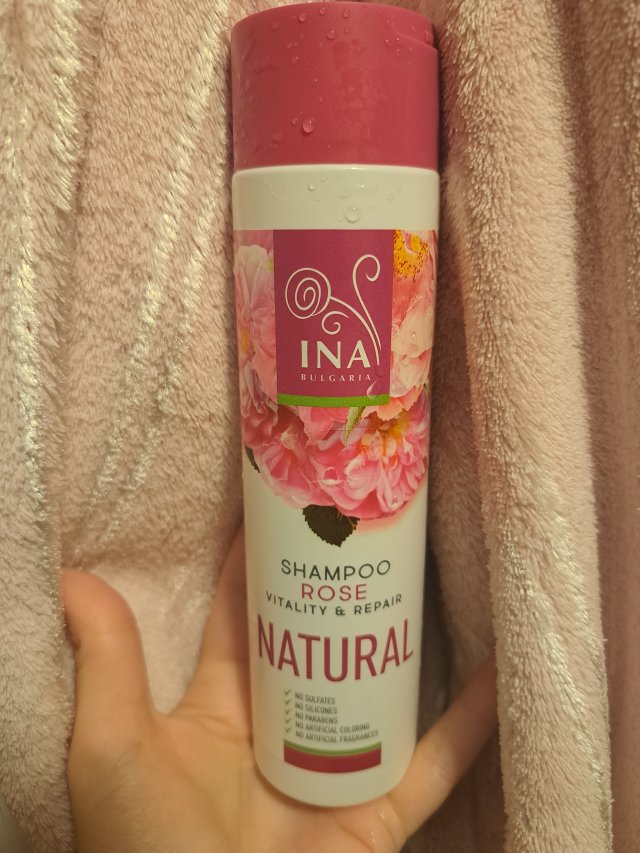 INA
BULGARIA
SHAMPOO
ROSE
VITALITY & REPAIR
NATURAL
NO SULFATES
NO SILICONES
NO PARABENS
NO ARTIFICIAL COLORING
NO ARTIFICIAL FRAGRANCES